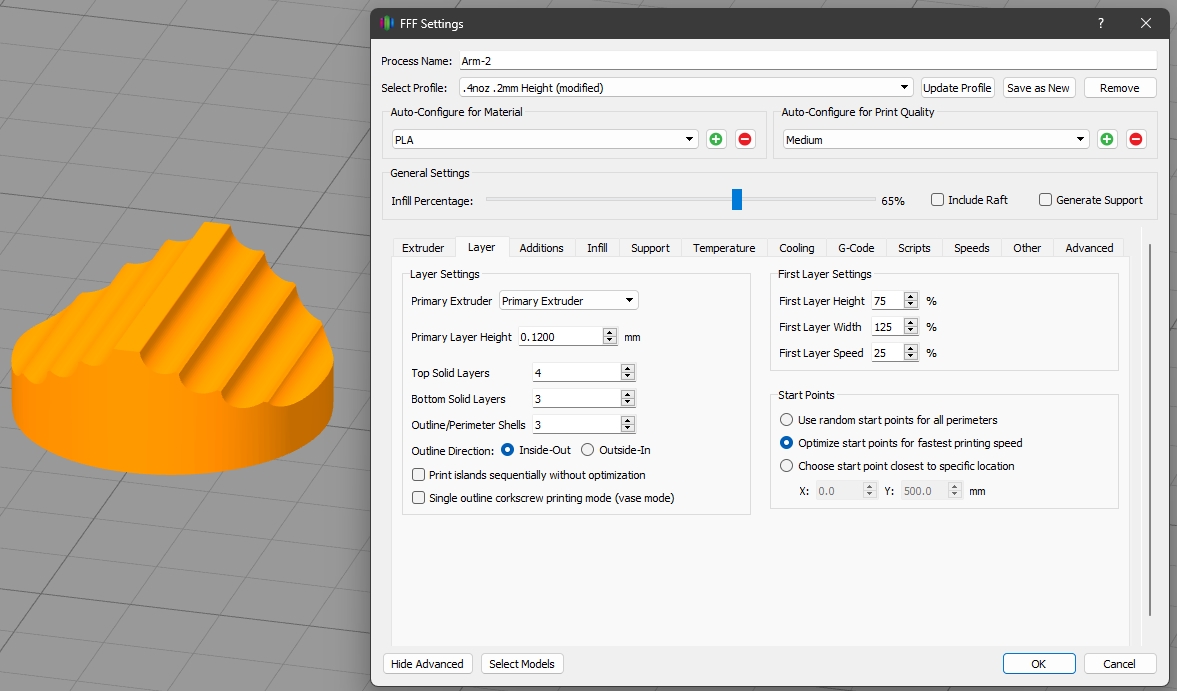 FFF Settings ?
Process Name: Arm-2
Select Profile: .4noz .2mm Height (modified) Update Profile Save as New Remove
Auto-Configure for Material
PLA
Auto-Configure for Print Quality
Medium
General Settings
Infill Percentage: 65% Include Raft Generate Support
Extruder Layer Additions Infill Support Temperature Cooling G-Code Scripts Speeds Other Advanced
Layer Settings
Primary Extruder Primary Extruder
Primary Layer Height 0.1200 mm
Top Solid Layers 4
Bottom Solid Layers 3
Outline/Perimeter Shells 3
Outline Direction: Inside-Out Outside-In
Print islands sequentially without optimization
Single outline corkscrew printing mode (vase mode)
First Layer Settings
First Layer Height 75 %
First Layer Width 125 %
First Layer Speed 25 %
Start Points
Use random start points for all perimeters
Optimize start points for fastest printing speed
Choose start point closest to specific location
X: 0.0 Y: 500.0 mm
Hide Advanced Select Models OK Cancel